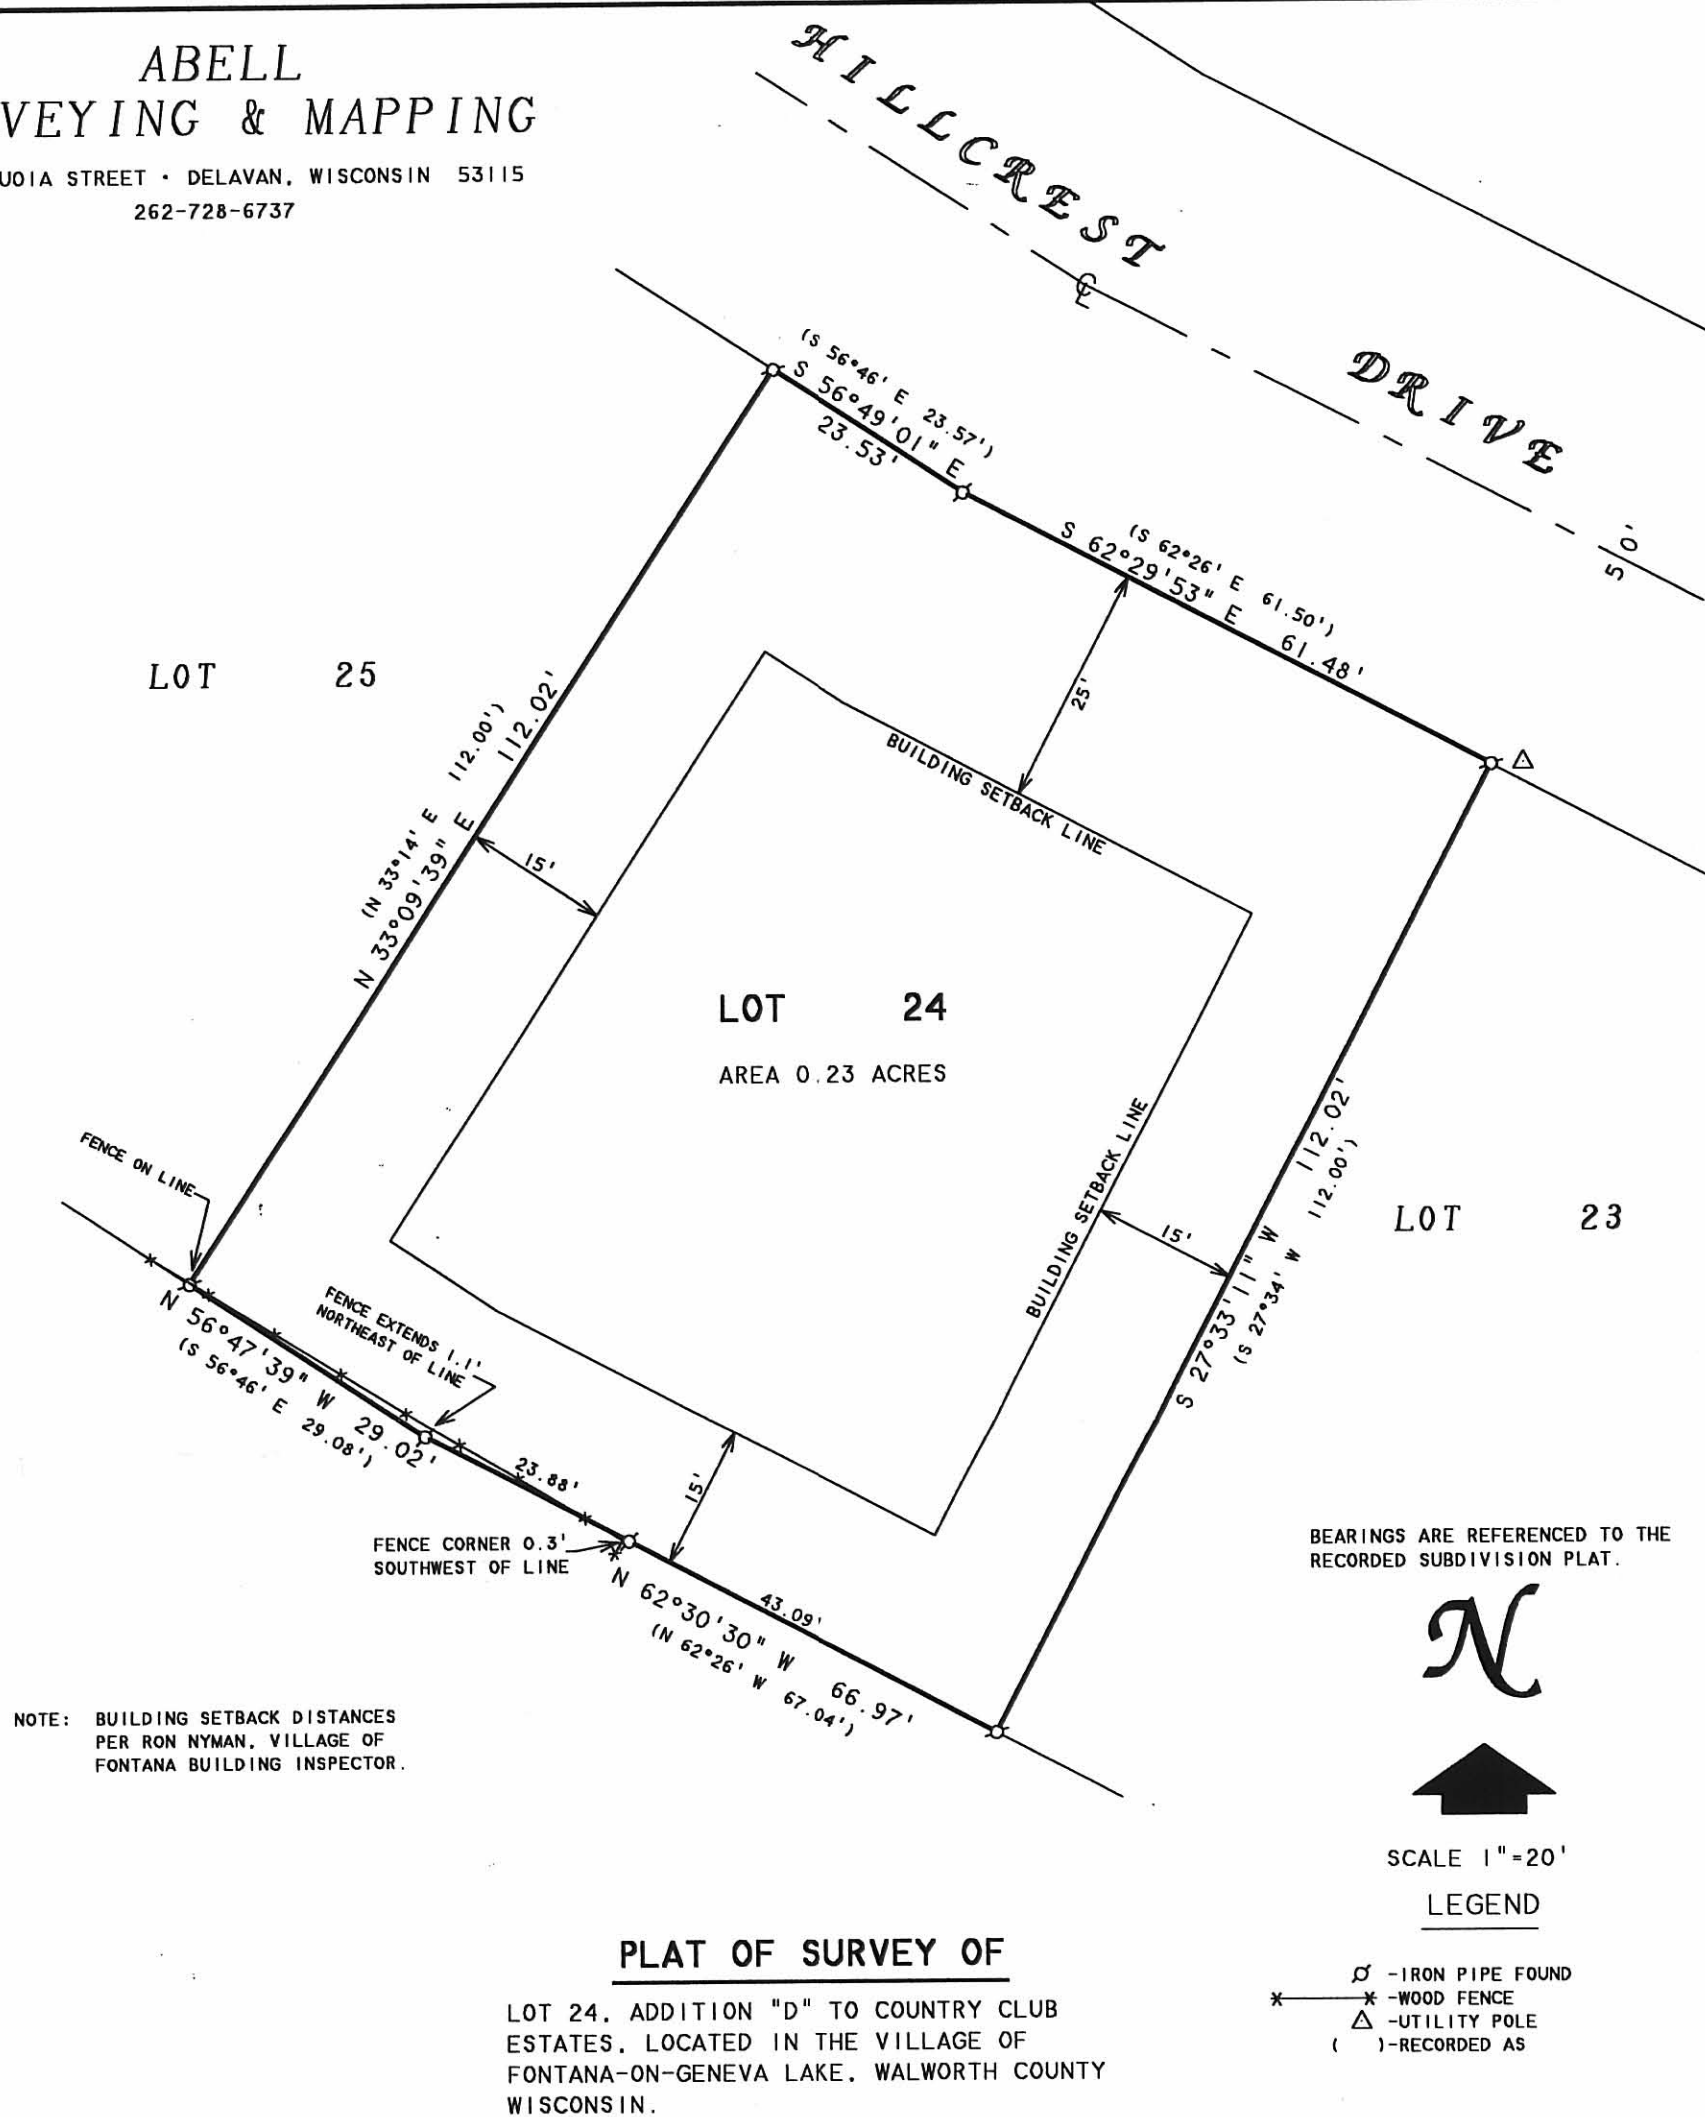 ABELL
VEYING & MAPPING
UOIA STREET • DELAVAN, WISCONSIN 53115
262-728-6737
HILLCREST
DRIVE
50'
(S 56°46' E 23.57')
S 56°49'01" E
23.53'
(S 62°26' E 61.50')
S 62°29'53" E 61.48'
25'
BUILDING SETBACK LINE
LOT 25
(N 33°14' E 112.00')
N 33°09'39" E 112.02'
15'
LOT 24
AREA 0.23 ACRES
BUILDING SETBACK LINE
15'
S 27°33'11" W 112.02'
(S 27°34' W 112.00')
LOT 23
FENCE ON LINE
FENCE EXTENDS 1.1'
NORTHEAST OF LINE
N 56°47'39" W 29.02'
(S 56°46' E 29.08')
23.88'
15'
FENCE CORNER 0.3'
SOUTHWEST OF LINE
43.09'
N 62°30'30" W 66.97'
(N 62°26' W 67.04')
BEARINGS ARE REFERENCED TO THE
RECORDED SUBDIVISION PLAT.
N
NOTE: BUILDING SETBACK DISTANCES
PER RON NYMAN, VILLAGE OF
FONTANA BUILDING INSPECTOR.
SCALE 1"=20'
LEGEND
-IRON PIPE FOUND
-WOOD FENCE
-UTILITY POLE
( )-RECORDED AS
PLAT OF SURVEY OF
LOT 24, ADDITION "D" TO COUNTRY CLUB
ESTATES, LOCATED IN THE VILLAGE OF
FONTANA-ON-GENEVA LAKE, WALWORTH COUNTY
WISCONSIN.